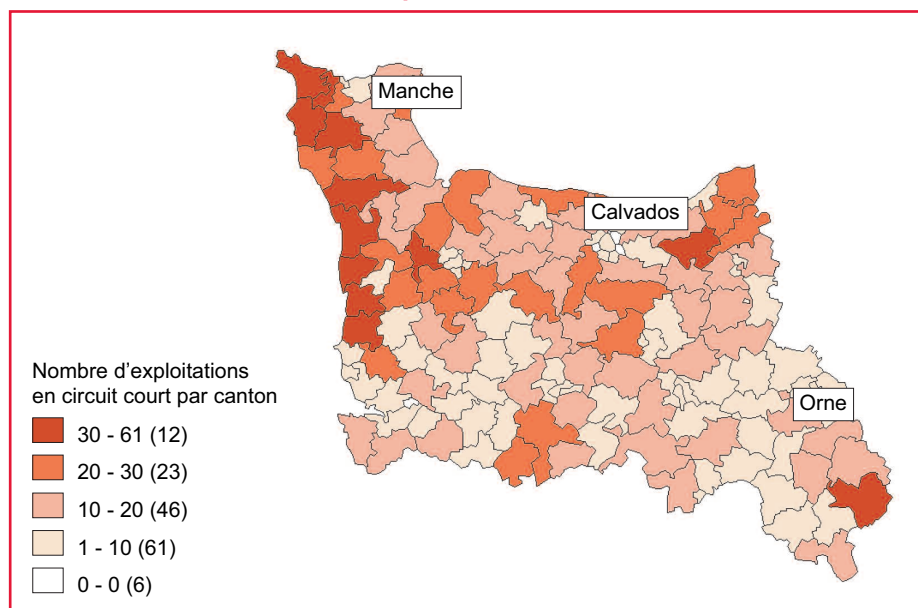 Manche
Calvados
Orne
Nombre d'exploitations
en circuit court par canton
30 - 61 (12)
20 - 30 (23)
10 - 20 (46)
1 - 10 (61)
0 - 0 (6)